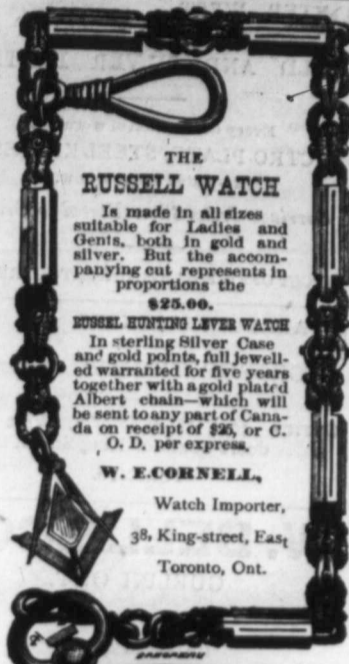 THE
RUSSELL WATCH
Is made in all sizes
suitable for Ladies and
Gents, both in gold and
silver. But the accom-
panying cut represents in
proportions the
$25.00.
RUSSEL HUNTING LEVER WATCH
In sterling Silver Case
and gold points, full jewell-
ed warranted for five years
together with a gold plated
Albert chain—which will
be sent to any part of Cana-
da on receipt of $25, or C.
O. D. per express.
W. E. CORNELL,
Watch Importer,
38, King-street, East
Toronto, Ont.